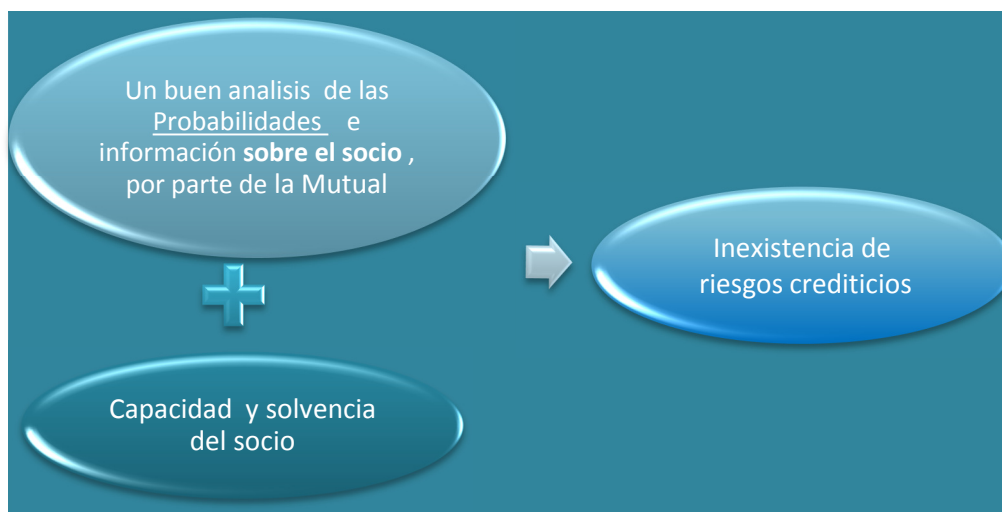 Un buen analisis de las
Probabilidades e
información sobre el socio ,
por parte de la Mutual
Capacidad y solvencia
del socio
Inexistencia de
riesgos crediticios